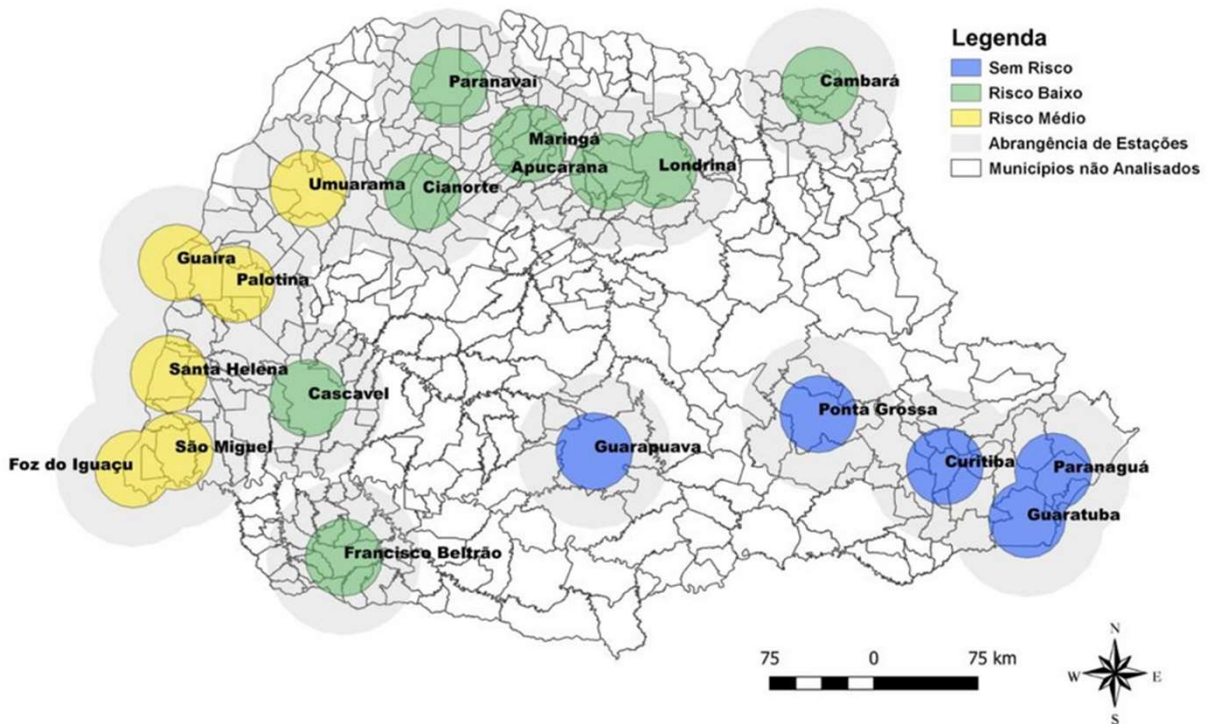 Legenda
Sem Risco
Risco Baixo
Risco Médio
Abrangência de Estações
Municípios não Analisados
Paranavai
Cambará
Maringá
Apucarana
Londrina
Umuarama
Cianorte
Guaira
Palotina
Santa Helena
Cascavel
São Miguel
Foz do Iguaçu
Francisco Beltrão
Guarapuava
Ponta Grossa
Curitiba
Paranaguá
Guaratuba
75 0 75 km
N
W E
S